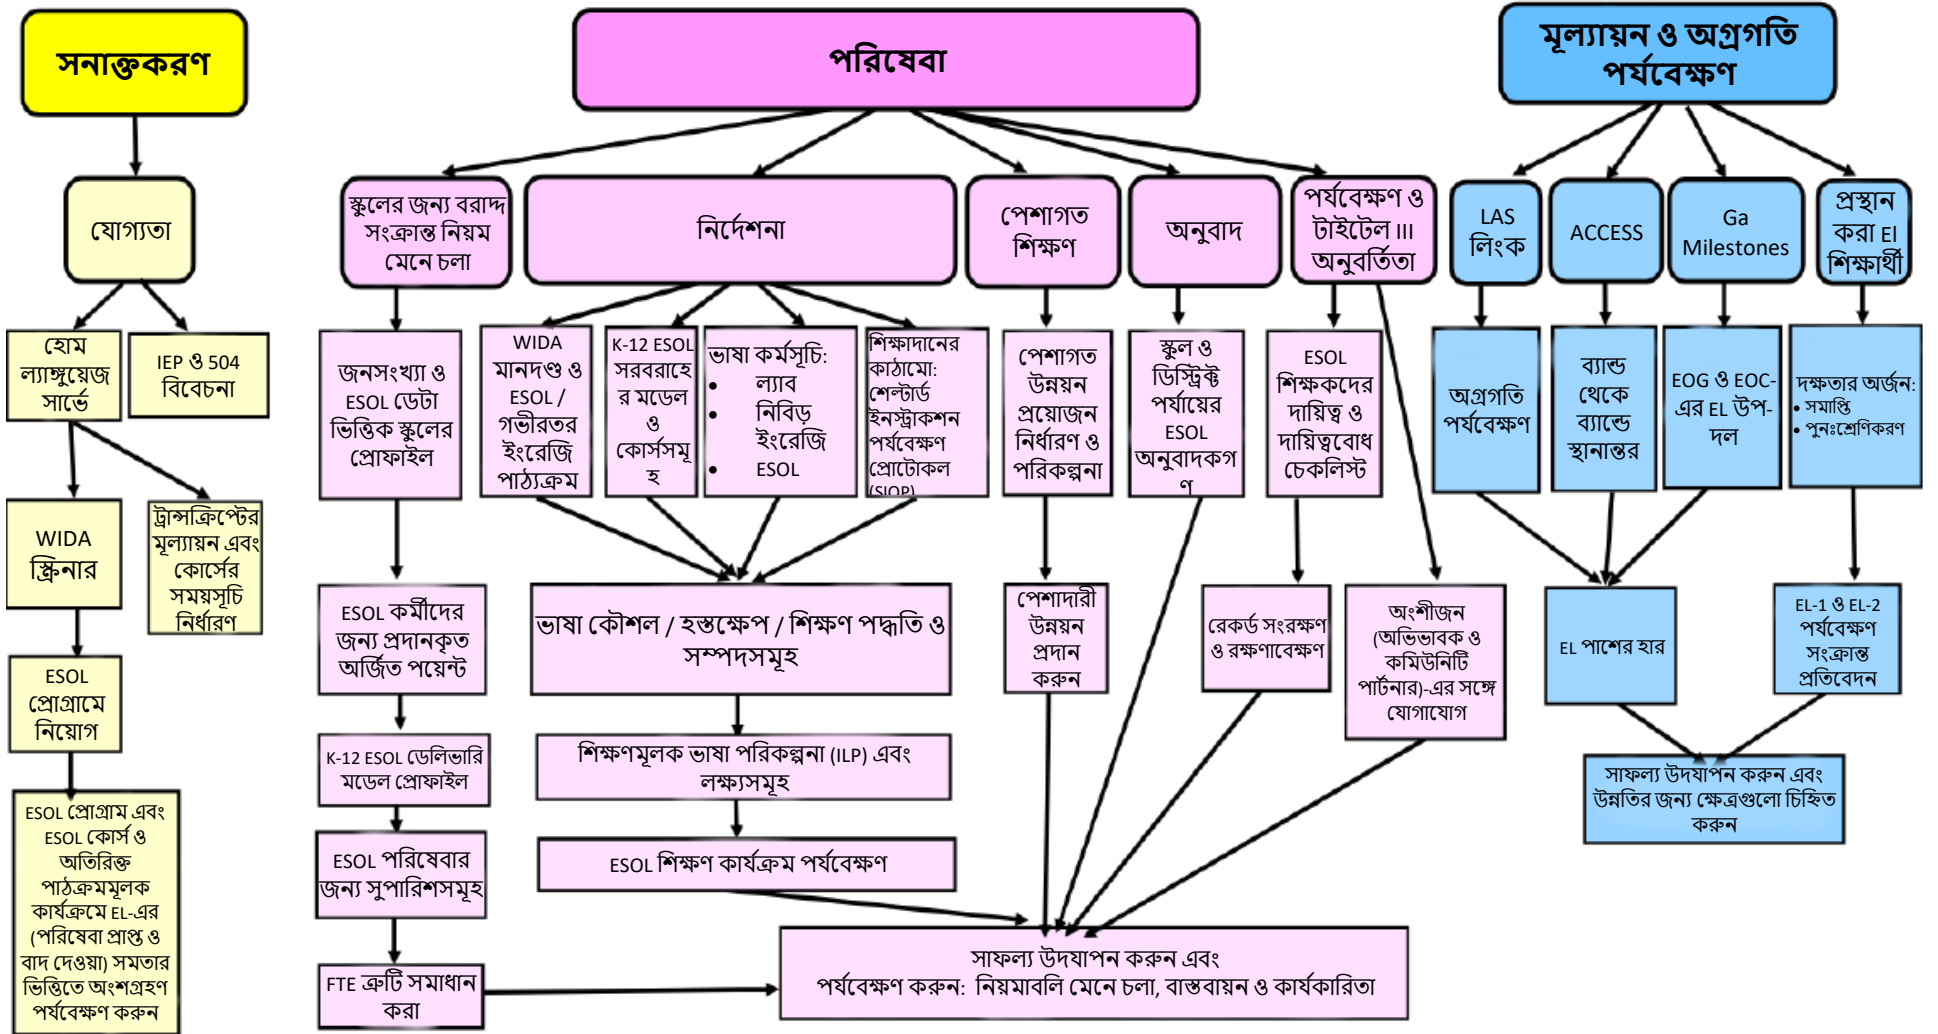 সনাক্তকরণ
যোগ্যতা
হোম
ল্যাঙ্গুয়েজ
সার্ভে
IEP ও 504
বিবেচনা
WIDA
স্ক্রিনার
ট্রান্সক্রিপ্টের
মূল্যায়ন এবং
কোর্সের
সময়সূচি
নির্ধারণ
ESOL
প্রোগ্রামে
নিয়োগ
ESOL প্রোগ্রাম এবং
ESOL কোর্স ও
অতিরিক্ত
পাঠক্রমমূলক
কার্যক্রমে EL-এর
(পরিষেবা প্রাপ্ত ও
বাদ দেওয়া) সমতার
ভিত্তিতে অংশগ্রহণ
পর্যবেক্ষণ করুন
পরিষেবা
স্কুলের জন্য বরাদ্দ
সংক্রান্ত নিয়ম
মেনে চলা
জনসংখ্যা ও
ESOL ডেটা
ভিত্তিক স্কুলের
প্রোফাইল
ESOL কর্মীদের
জন্য প্রদানকৃত
অর্জিত পয়েন্ট
K-12 ESOL ডেলিভারি
মডেল প্রোফাইল
ESOL পরিষেবার
জন্য সুপারিশসমূহ
FTE ত্রুটি সমাধান
করা
নির্দেশনা
WIDA
মানদণ্ড ও
ESOL /
গভীরতর
ইংরেজি
পাঠ্যক্রম
K-12 ESOL
সরবরাহে
র মডেল
ও
কোর্সসমূ
হ
ভাষা কর্মসূচি:
• ল্যাব
• নিবিড়
ইংরেজি
• ESOL
শিক্ষাদানের
কাঠামো:
শেল্টার্ড
ইনস্ট্রাকশন
পর্যবেক্ষণ
প্রোটোকল
(SIOP)
ভাষা কৌশল / হস্তক্ষেপ / শিক্ষণ পদ্ধতি ও
সম্পদসমূহ
শিক্ষণমূলক ভাষা পরিকল্পনা (ILP) এবং
লক্ষ্যসমূহ
ESOL শিক্ষণ কার্যক্রম পর্যবেক্ষণ
পেশাগত
শিক্ষণ
পেশাগত
উন্নয়ন
প্রয়োজন
নির্ধারণ ও
পরিকল্পনা
পেশাদারী
উন্নয়ন
প্রদান
করুন
অনুবাদ
স্কুল ও
ডিস্ট্রিক্ট
পর্যায়ের
ESOL
অনুবাদকগ
ণ
পর্যবেক্ষণ ও
টাইটেল III
অনুবর্তিতা
ESOL
শিক্ষকদের
দায়িত্ব ও
দায়িত্ববোধ
চেকলিস্ট
রেকর্ড সংরক্ষণ
ও রক্ষণাবেক্ষণ
অংশীজন
(অভিভাবক ও
কমিউনিটি
পার্টনার)-এর সঙ্গে
যোগাযোগ
সাফল্য উদযাপন করুন এবং
পর্যবেক্ষণ করুন: নিয়মাবলি মেনে চলা, বাস্তবায়ন ও কার্যকারিতা
মূল্যায়ন ও অগ্রগতি
পর্যবেক্ষণ
LAS
লিংক
ACCESS
Ga
Milestones
প্রস্থান
করা El
শিক্ষার্থী
অগ্রগতি
পর্যবেক্ষণ
ব্যান্ড
থেকে
ব্যান্ডে
স্থানান্তর
EOG ও EOC-
এর EL উপ-
দল
দক্ষতার অর্জন:
• সমাপ্তি
• পুনঃশ্রেণিকরণ
EL পাশের হার
EL-1 ও EL-2
পর্যবেক্ষণ
সংক্রান্ত
প্রতিবেদন
সাফল্য উদযাপন করুন এবং
উন্নতির জন্য ক্ষেত্রগুলো চিহ্নিত
করুন